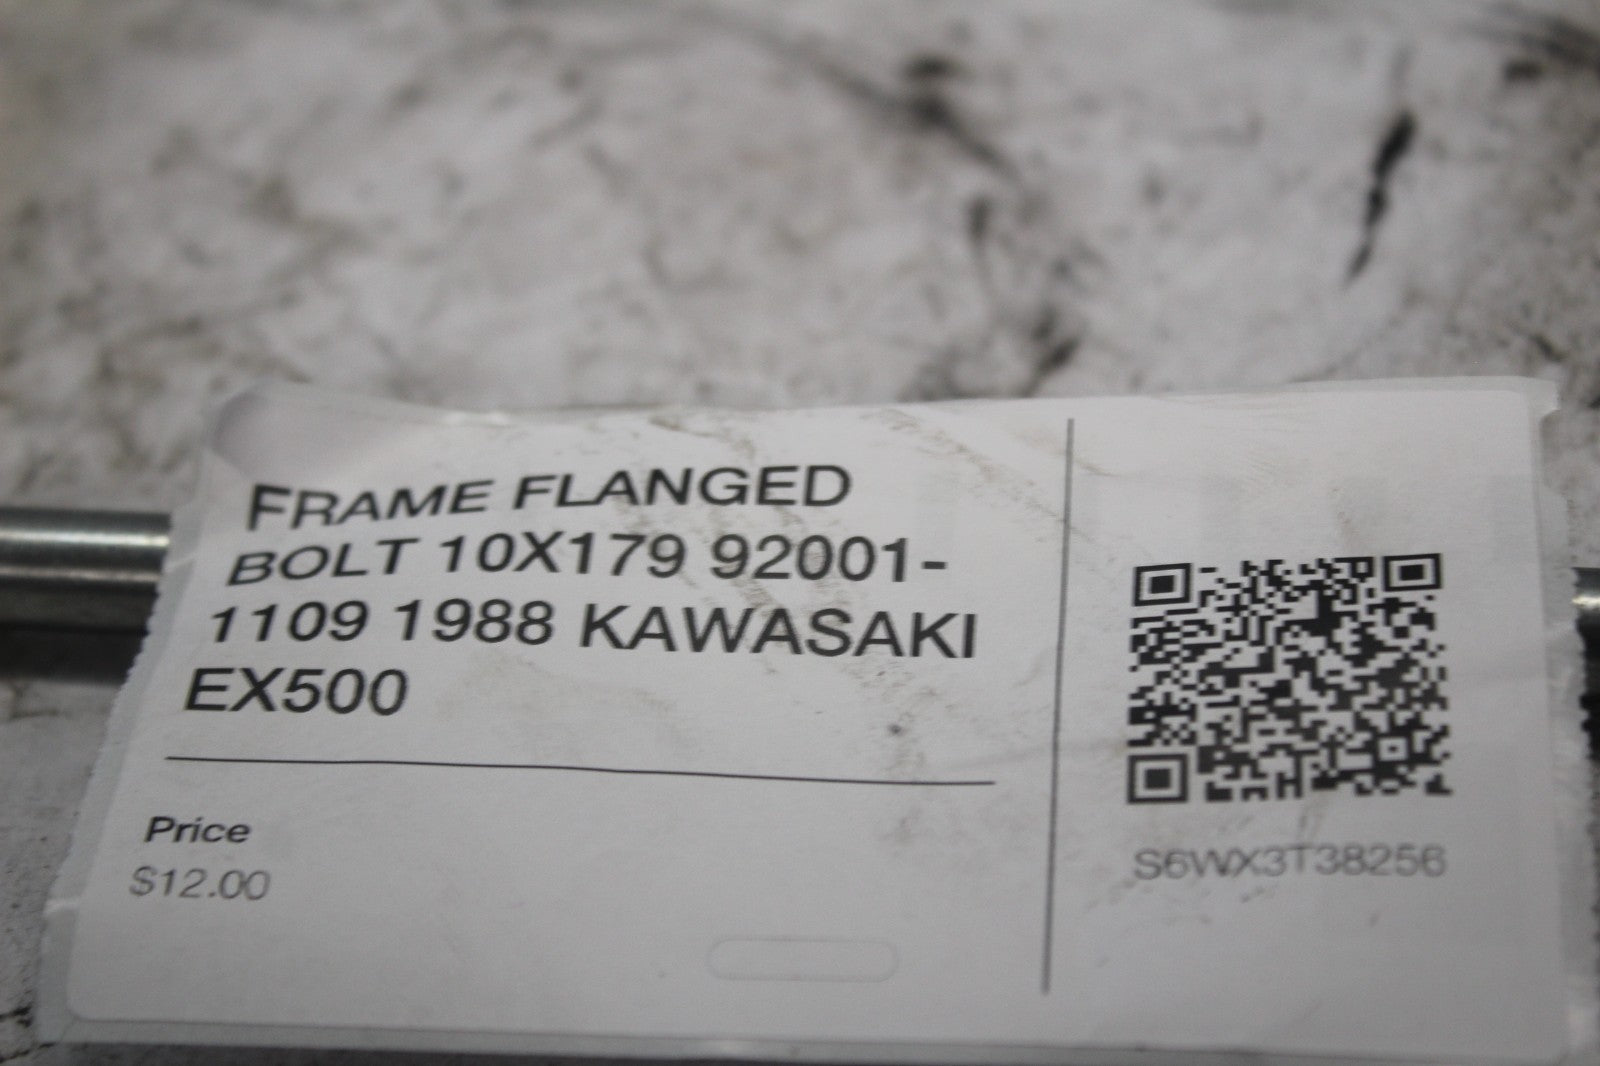 FRAME FLANGED
BOLT 10X179 92001-
1109 1988 KAWASAKI
EX500
Price
$12.00
S6WX3T38256